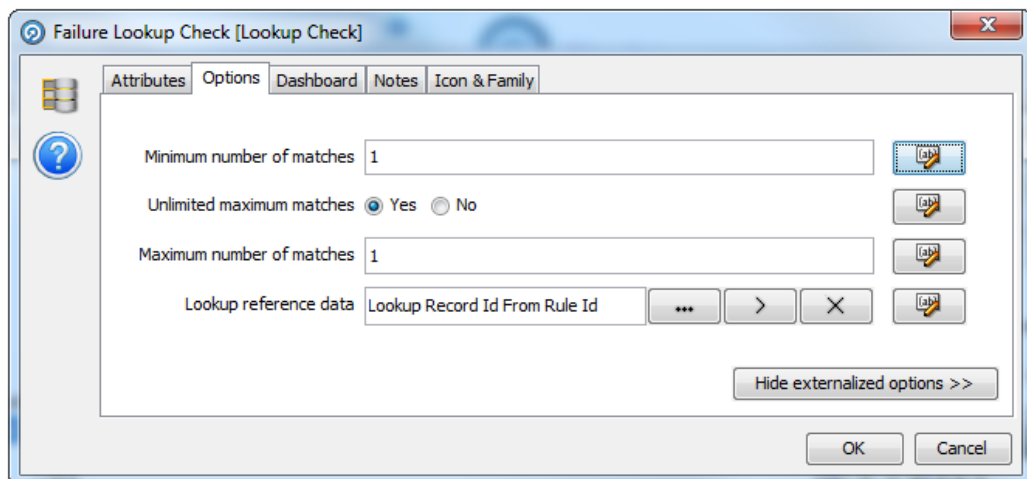 Failure Lookup Check [Lookup Check]
Attributes Options Dashboard Notes Icon & Family
Minimum number of matches 1
Unlimited maximum matches Yes No
Maximum number of matches 1
Lookup reference data Lookup Record Id From Rule Id ... >
Hide externalized options >>
OK Cancel